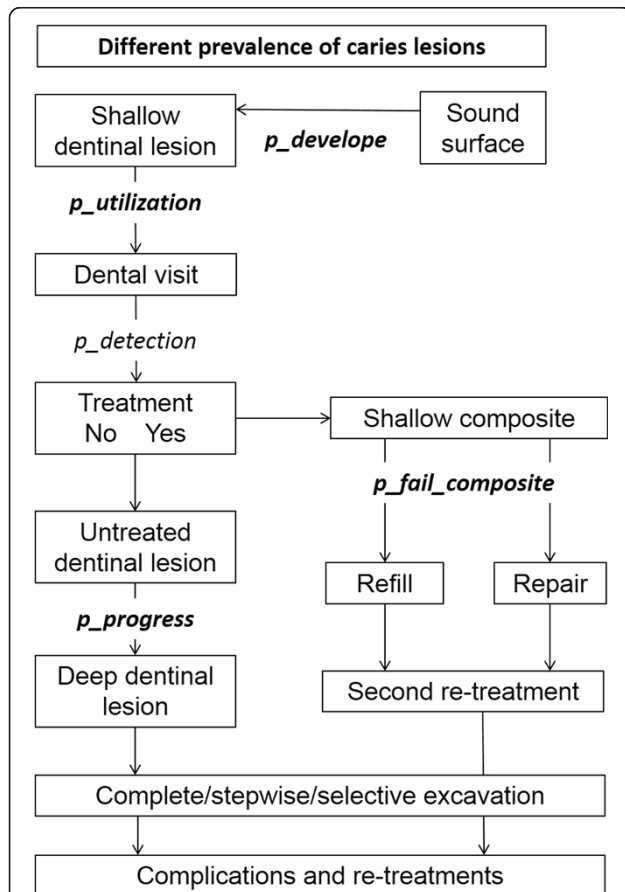 Different prevalence of caries lesions
Shallow
dentinal lesion
p_develope
Sound
surface
p_utilization
Dental visit
p_detection
Treatment
No Yes
Shallow composite
p_fail_composite
Untreated
dentinal lesion
Refill
Repair
p_progress
Deep dentinal
lesion
Second re-treatment
Complete/stepwise/selective excavation
Complications and re-treatments